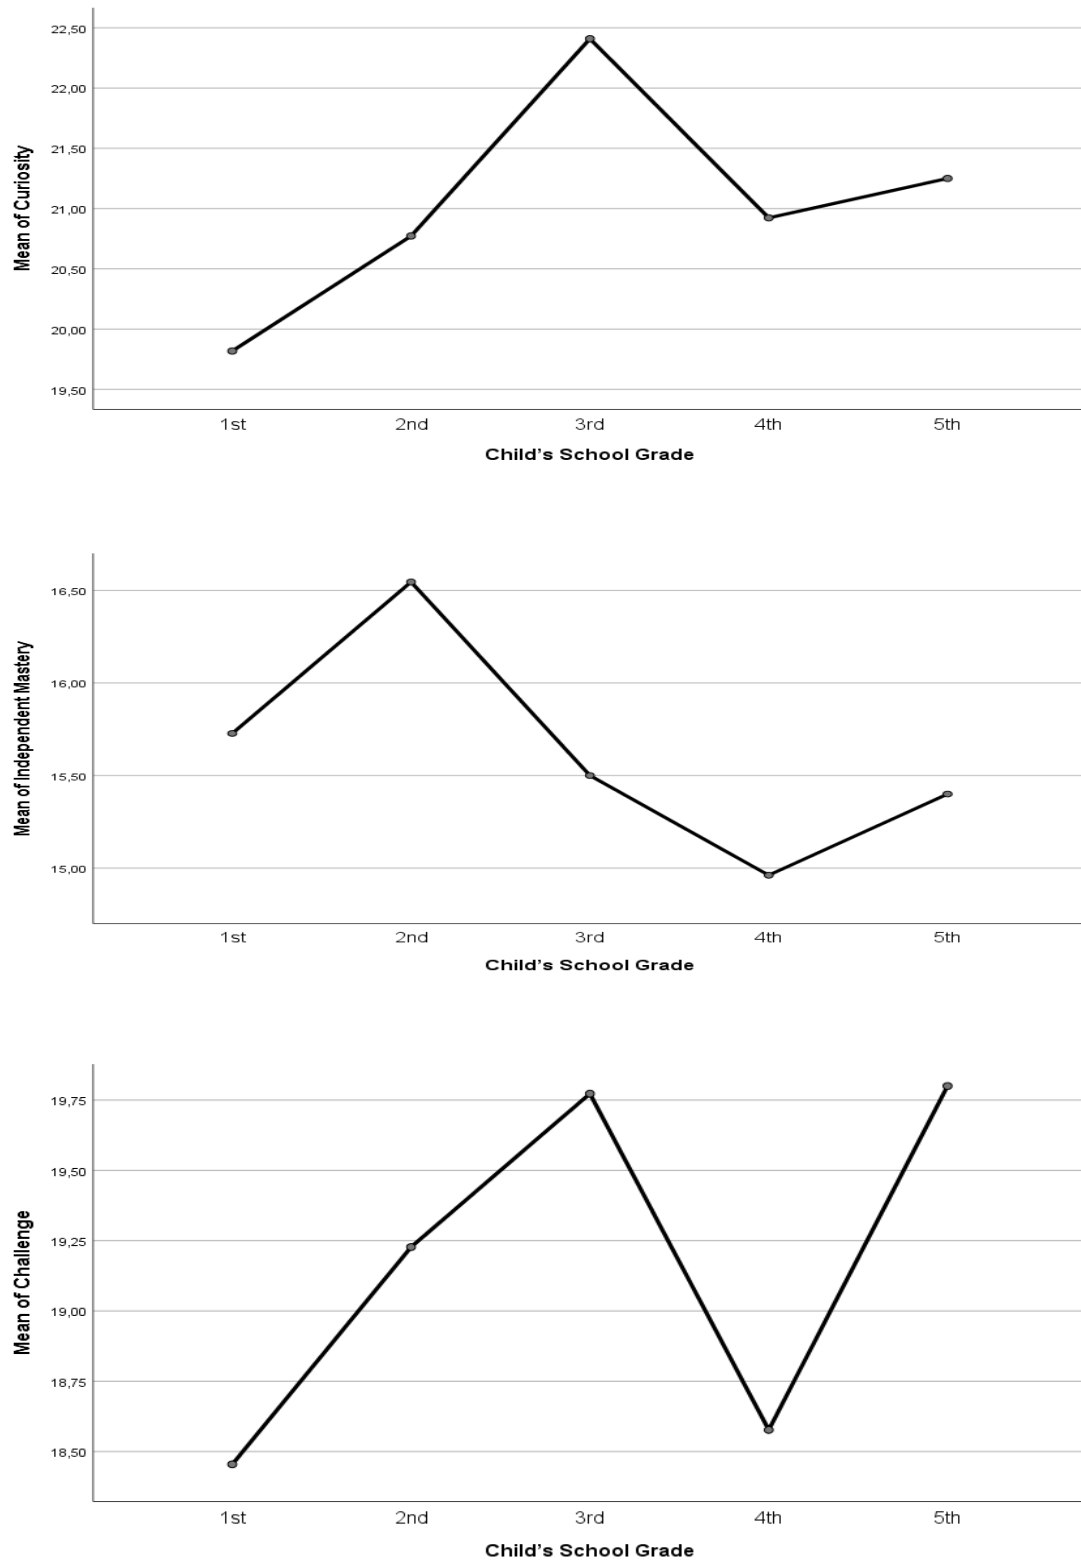 Mean of Curiosity
22,50
22,00
21,50
21,00
20,50
20,00
19,50
1st 2nd 3rd 4th 5th
Child's School Grade
Mean of Independent Mastery
16,50
16,00
15,50
15,00
1st 2nd 3rd 4th 5th
Child's School Grade
Mean of Challenge
19,75
19,50
19,25
19,00
18,75
18,50
1st 2nd 3rd 4th 5th
Child's School Grade